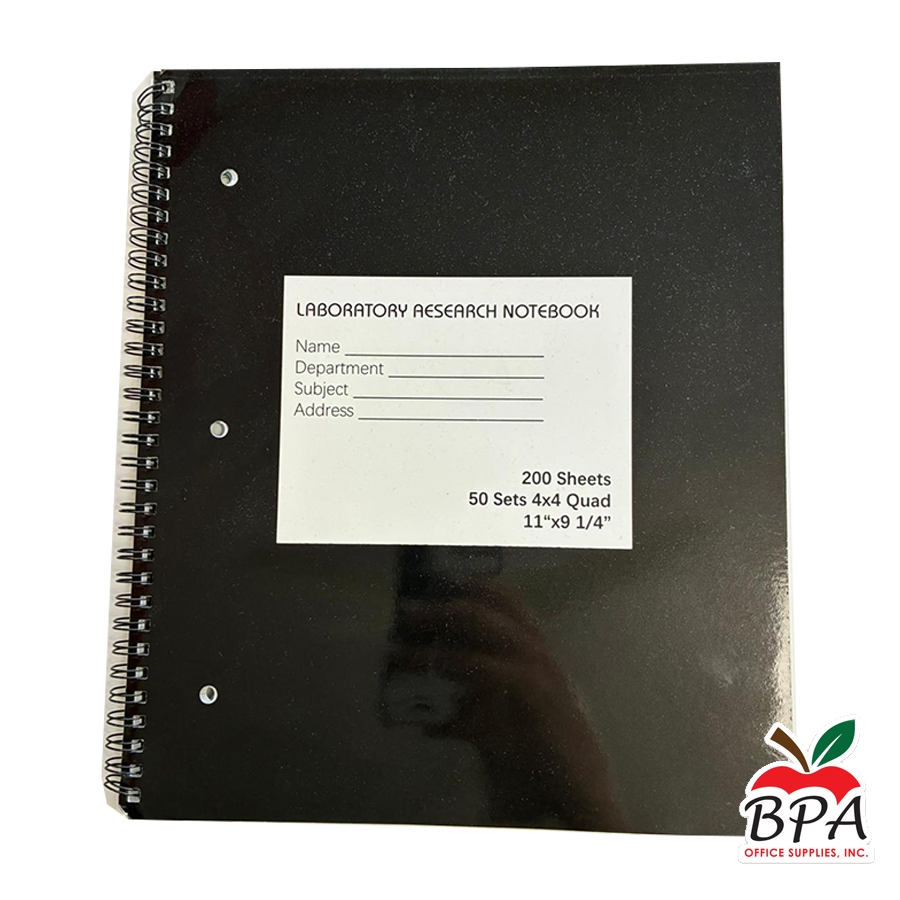 LABORATORY RESEARCH NOTEBOOK
Name
Department
Subject
Address
200 Sheets
50 Sets 4x4 Quad
11“x9 1/4”
BPA
OFFICE SUPPLIES, INC.